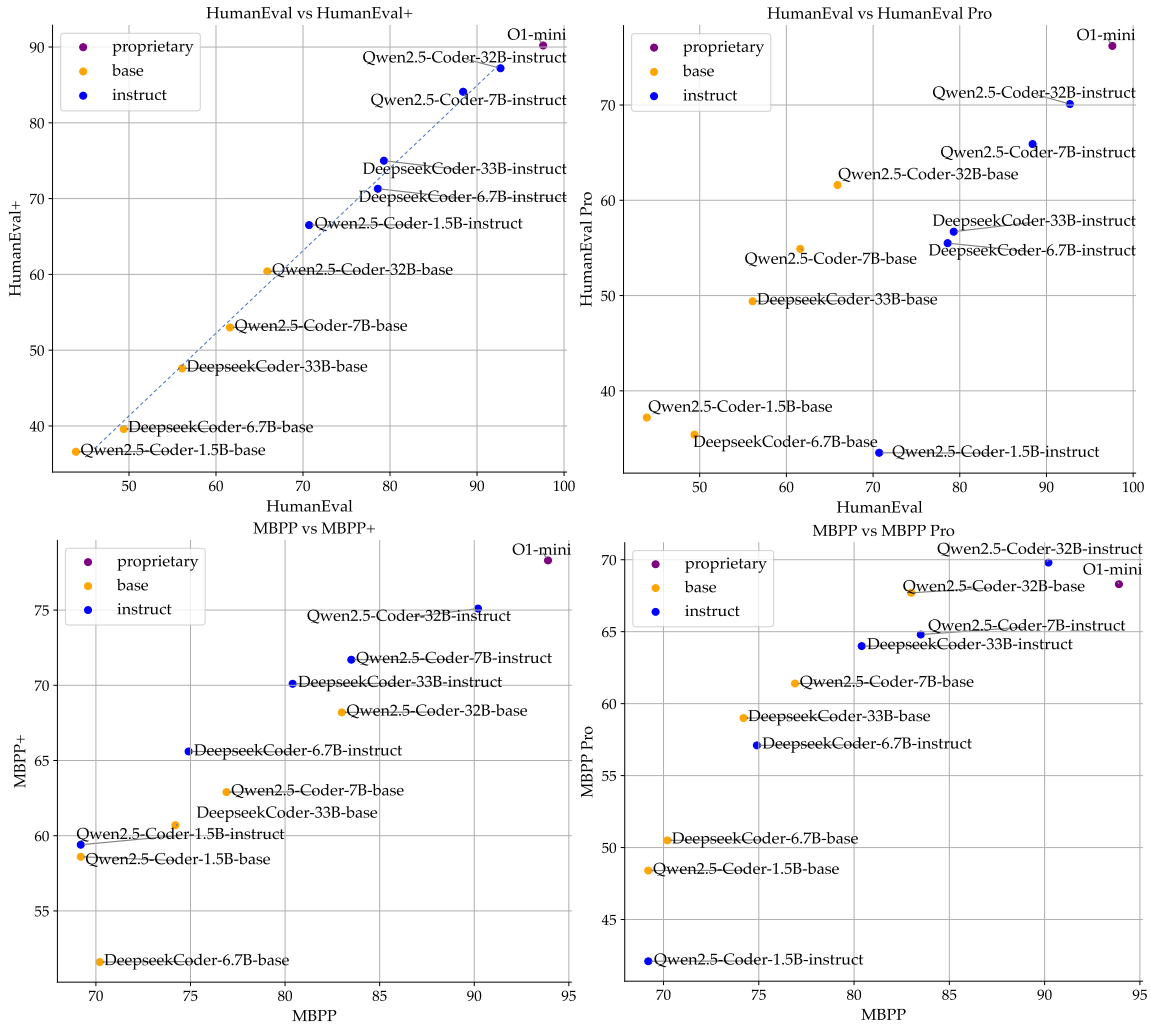 HumanEval vs HumanEval+
proprietary
base
instruct
O1-mini
Qwen2.5-Coder-32B-instruct
Qwen2.5-Coder-7B-instruct
DeepseekCoder-33B-instruct
DeepseekCoder-6.7B-instruct
Qwen2.5-Coder-1.5B-instruct
Qwen2.5-Coder-32B-base
Qwen2.5-Coder-7B-base
DeepseekCoder-33B-base
DeepseekCoder-6.7B-base
Qwen2.5-Coder-1.5B-base
90
80
70
60
50
40
HumanEval+
50 60 70 80 90 100
HumanEval
HumanEval vs HumanEval Pro
proprietary
base
instruct
O1-mini
Qwen2.5-Coder-32B-instruct
Qwen2.5-Coder-7B-instruct
Qwen2.5-Coder-32B-base
DeepseekCoder-33B-instruct
DeepseekCoder-6.7B-instruct
Qwen2.5-Coder-7B-base
DeepseekCoder-33B-base
Qwen2.5-Coder-1.5B-base
DeepseekCoder-6.7B-base
Qwen2.5-Coder-1.5B-instruct
70
60
50
40
HumanEval Pro
50 60 70 80 90 100
HumanEval
MBPP vs MBPP+
proprietary
base
instruct
O1-mini
Qwen2.5-Coder-32B-instruct
Qwen2.5-Coder-7B-instruct
DeepseekCoder-33B-instruct
Qwen2.5-Coder-32B-base
DeepseekCoder-6.7B-instruct
Qwen2.5-Coder-7B-base
DeepseekCoder-33B-base
Qwen2.5-Coder-1.5B-instruct
Qwen2.5-Coder-1.5B-base
DeepseekCoder-6.7B-base
75
70
65
60
55
MBPP+
70 75 80 85 90 95
MBPP
MBPP vs MBPP Pro
proprietary
base
instruct
Qwen2.5-Coder-32B-instruct
O1-mini
Qwen2.5-Coder-32B-base
Qwen2.5-Coder-7B-instruct
DeepseekCoder-33B-instruct
Qwen2.5-Coder-7B-base
DeepseekCoder-33B-base
DeepseekCoder-6.7B-instruct
DeepseekCoder-6.7B-base
Qwen2.5-Coder-1.5B-base
Qwen2.5-Coder-1.5B-instruct
70
65
60
55
50
45
MBPP Pro
70 75 80 85 90 95
MBPP